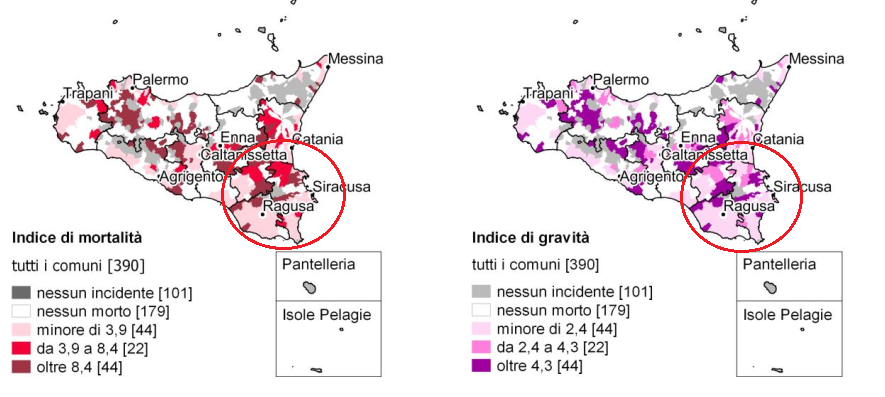 Messina
Palermo
Trapani
Enna
Catania
Caltanissetta
Agrigento
Siracusa
Ragusa
Indice di mortalità
tutti i comuni [390]
nessun incidente [101]
nessun morto [179]
minore di 3,9 [44]
da 3,9 a 8,4 [22]
oltre 8,4 [44]
Pantelleria
Isole Pelagie
Messina
Palermo
Trapani
Enna
Catania
Caltanissetta
Agrigento
Siracusa
Ragusa
Indice di gravità
tutti i comuni [390]
nessun incidente [101]
nessun morto [179]
minore di 2,4 [44]
da 2,4 a 4,3 [22]
oltre 4,3 [44]
Pantelleria
Isole Pelagie